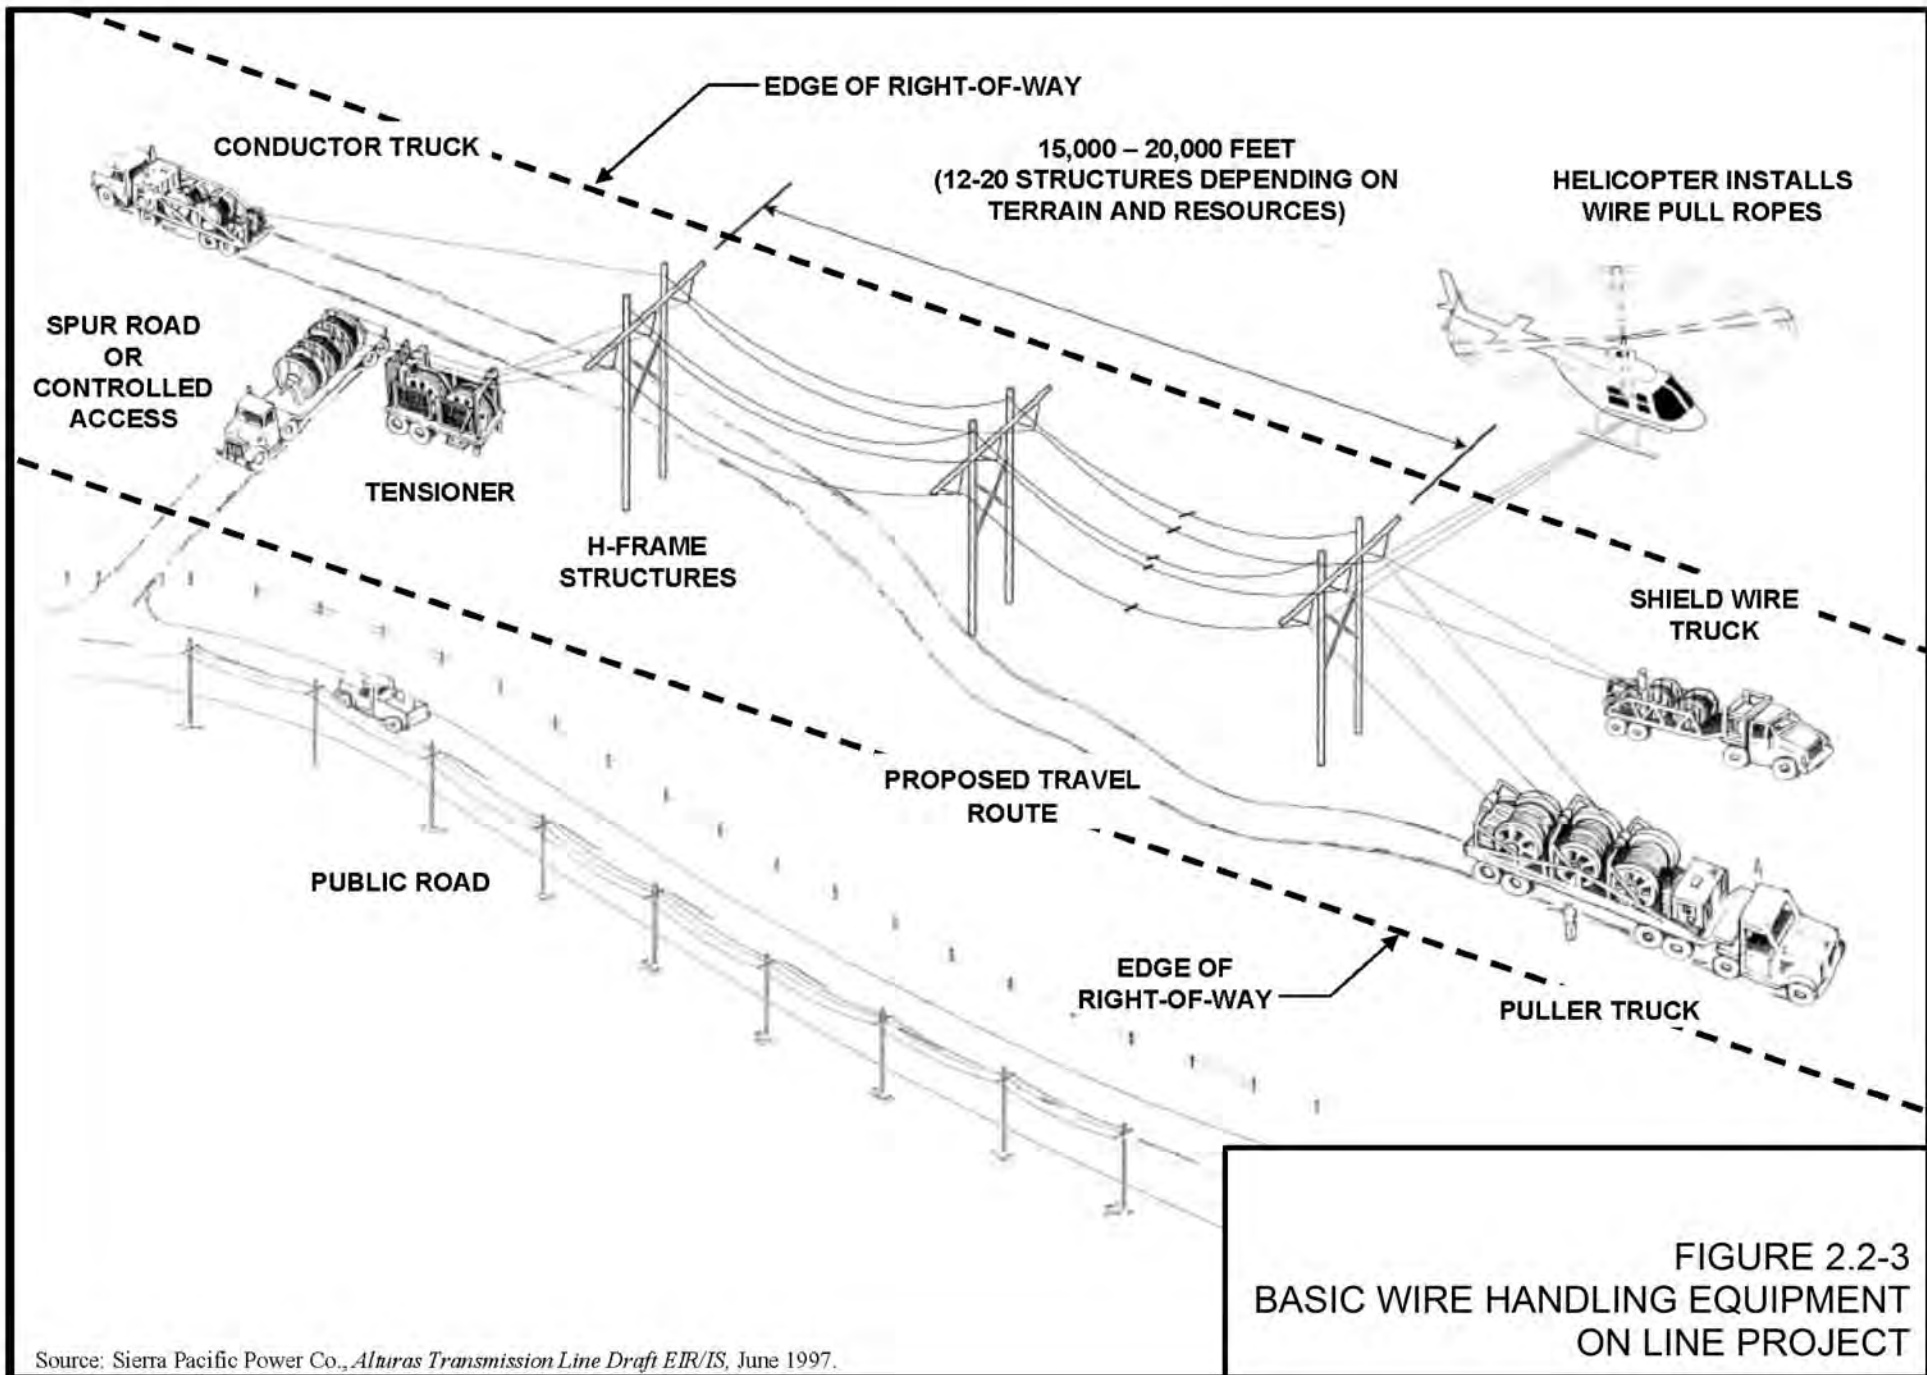 EDGE OF RIGHT-OF-WAY
CONDUCTOR TRUCK
15,000 – 20,000 FEET
(12-20 STRUCTURES DEPENDING ON
TERRAIN AND RESOURCES)
HELICOPTER INSTALLS
WIRE PULL ROPES
SPUR ROAD
OR
CONTROLLED
ACCESS
TENSIONER
H-FRAME
STRUCTURES
SHIELD WIRE
TRUCK
PROPOSED TRAVEL
ROUTE
PUBLIC ROAD
EDGE OF
RIGHT-OF-WAY
PULLER TRUCK
FIGURE 2.2-3
BASIC WIRE HANDLING EQUIPMENT
ON LINE PROJECT
Source: Sierra Pacific Power Co., Alturas Transmission Line Draft EIR/IS, June 1997.